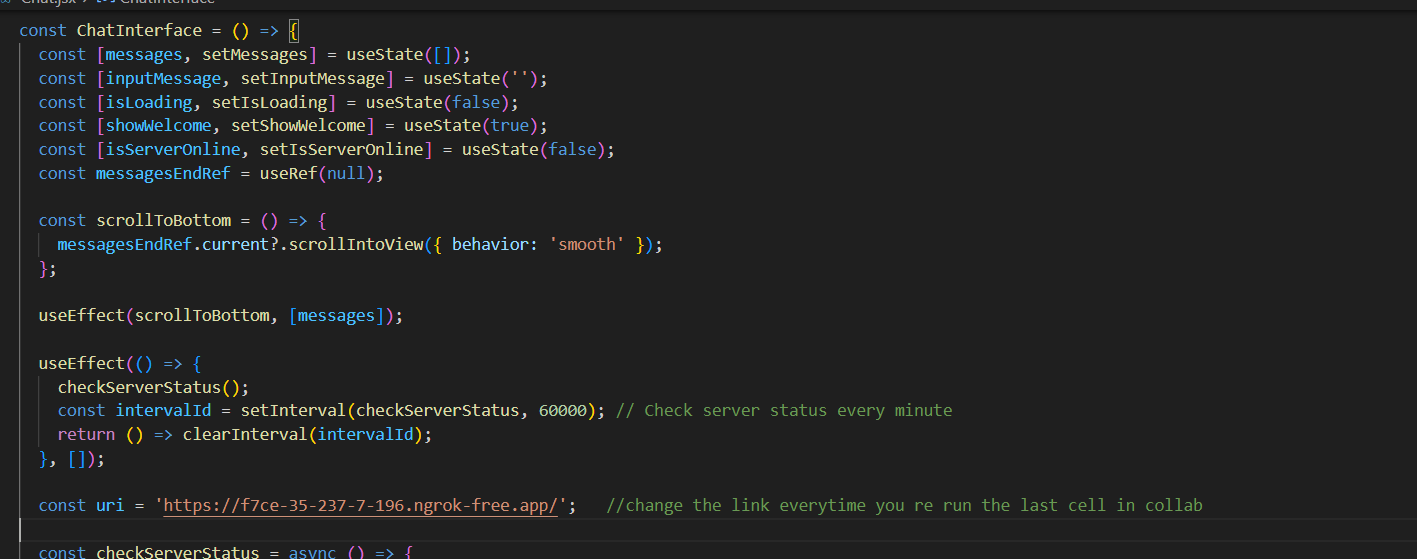 Chat.jsx > ChatInterface
const ChatInterface = () => {
  const [messages, setMessages] = useState([]);
  const [inputMessage, setInputMessage] = useState('');
  const [isLoading, setIsLoading] = useState(false);
  const [showWelcome, setShowWelcome] = useState(true);
  const [isServerOnline, setIsServerOnline] = useState(false);
  const messagesEndRef = useRef(null);
  const scrollToBottom = () => {
    messagesEndRef.current?.scrollIntoView({ behavior: 'smooth' });
  };
  useEffect(scrollToBottom, [messages]);
  useEffect(() => {
    checkServerStatus();
    const intervalId = setInterval(checkServerStatus, 60000); // Check server status every minute
    return () => clearInterval(intervalId);
  }, []);
  const uri = 'https://f7ce-35-237-7-196.ngrok-free.app/';   //change the link everytime you re run the last cell in collab
  const checkServerStatus = async () => {